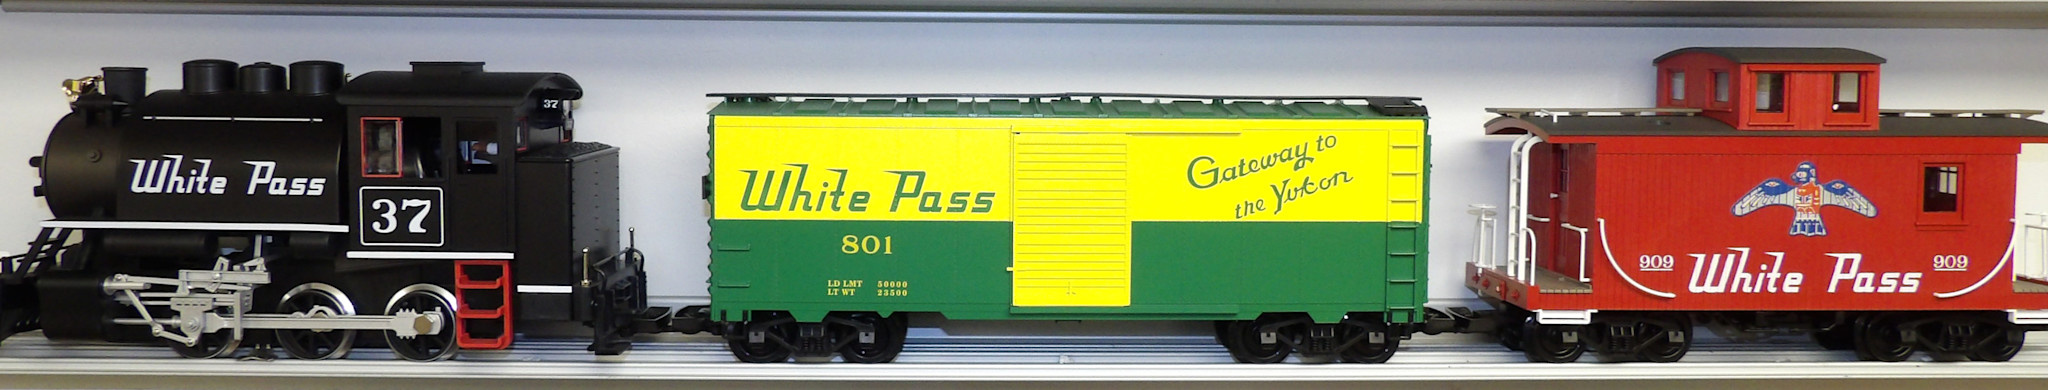 White Pass
37
37
White Pass
Gateway to
the Yukon
801
LD LMT 50000
LT WT 23500
909 White Pass 909